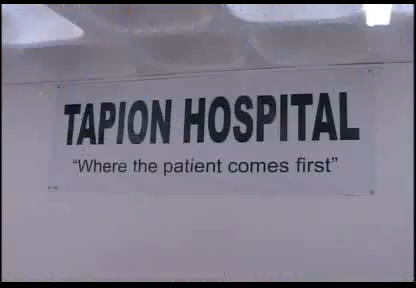 TAPION HOSPITAL
“Where the patient comes first”